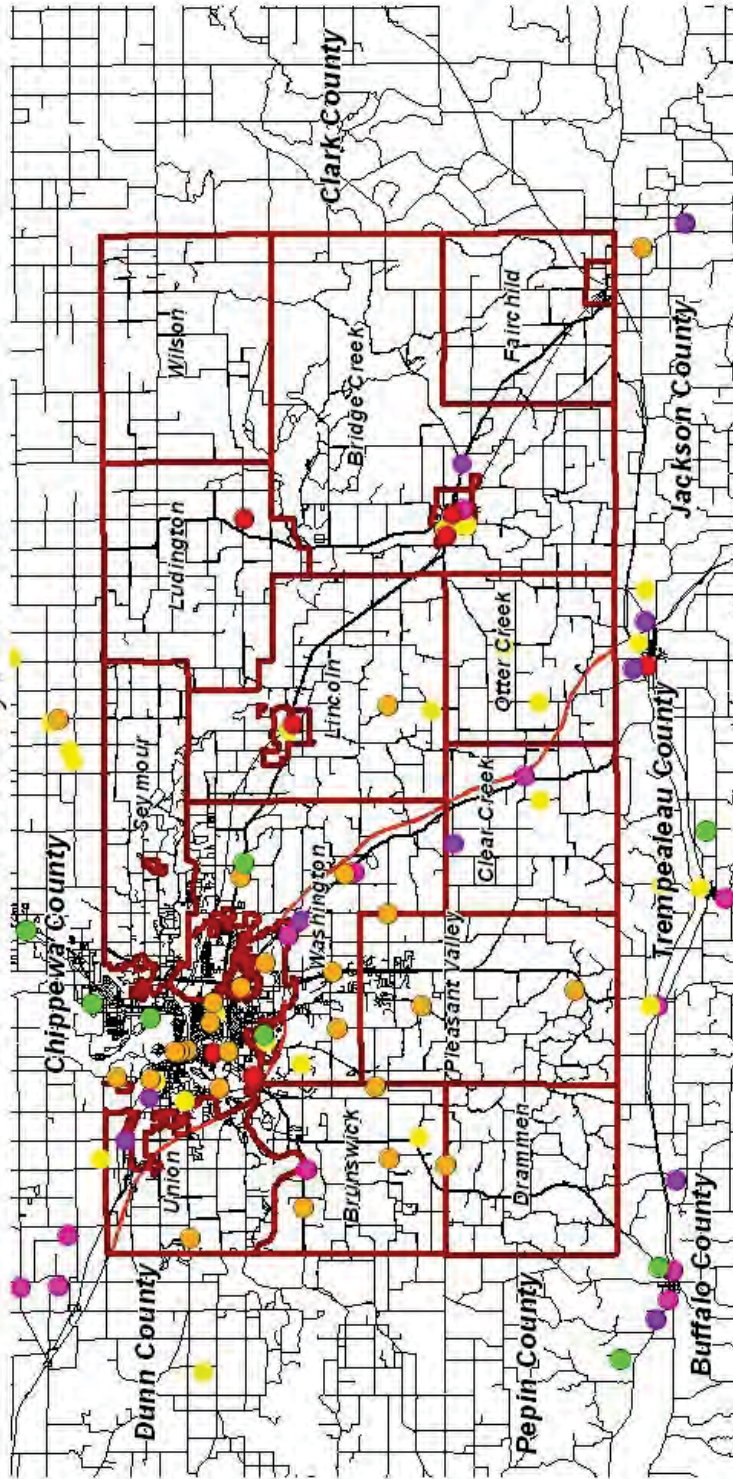 Chippewa County
Clark County
Dunn County
Seymour
Ludington
Wilson
Union
Lincoln
Bridge Creek
Washington
Brunswick
Pleasant Valley
Clear Creek
Otter Creek
Fairchild
Drammen
Pepin County
Buffalo County
Trempealeau County
Jackson County